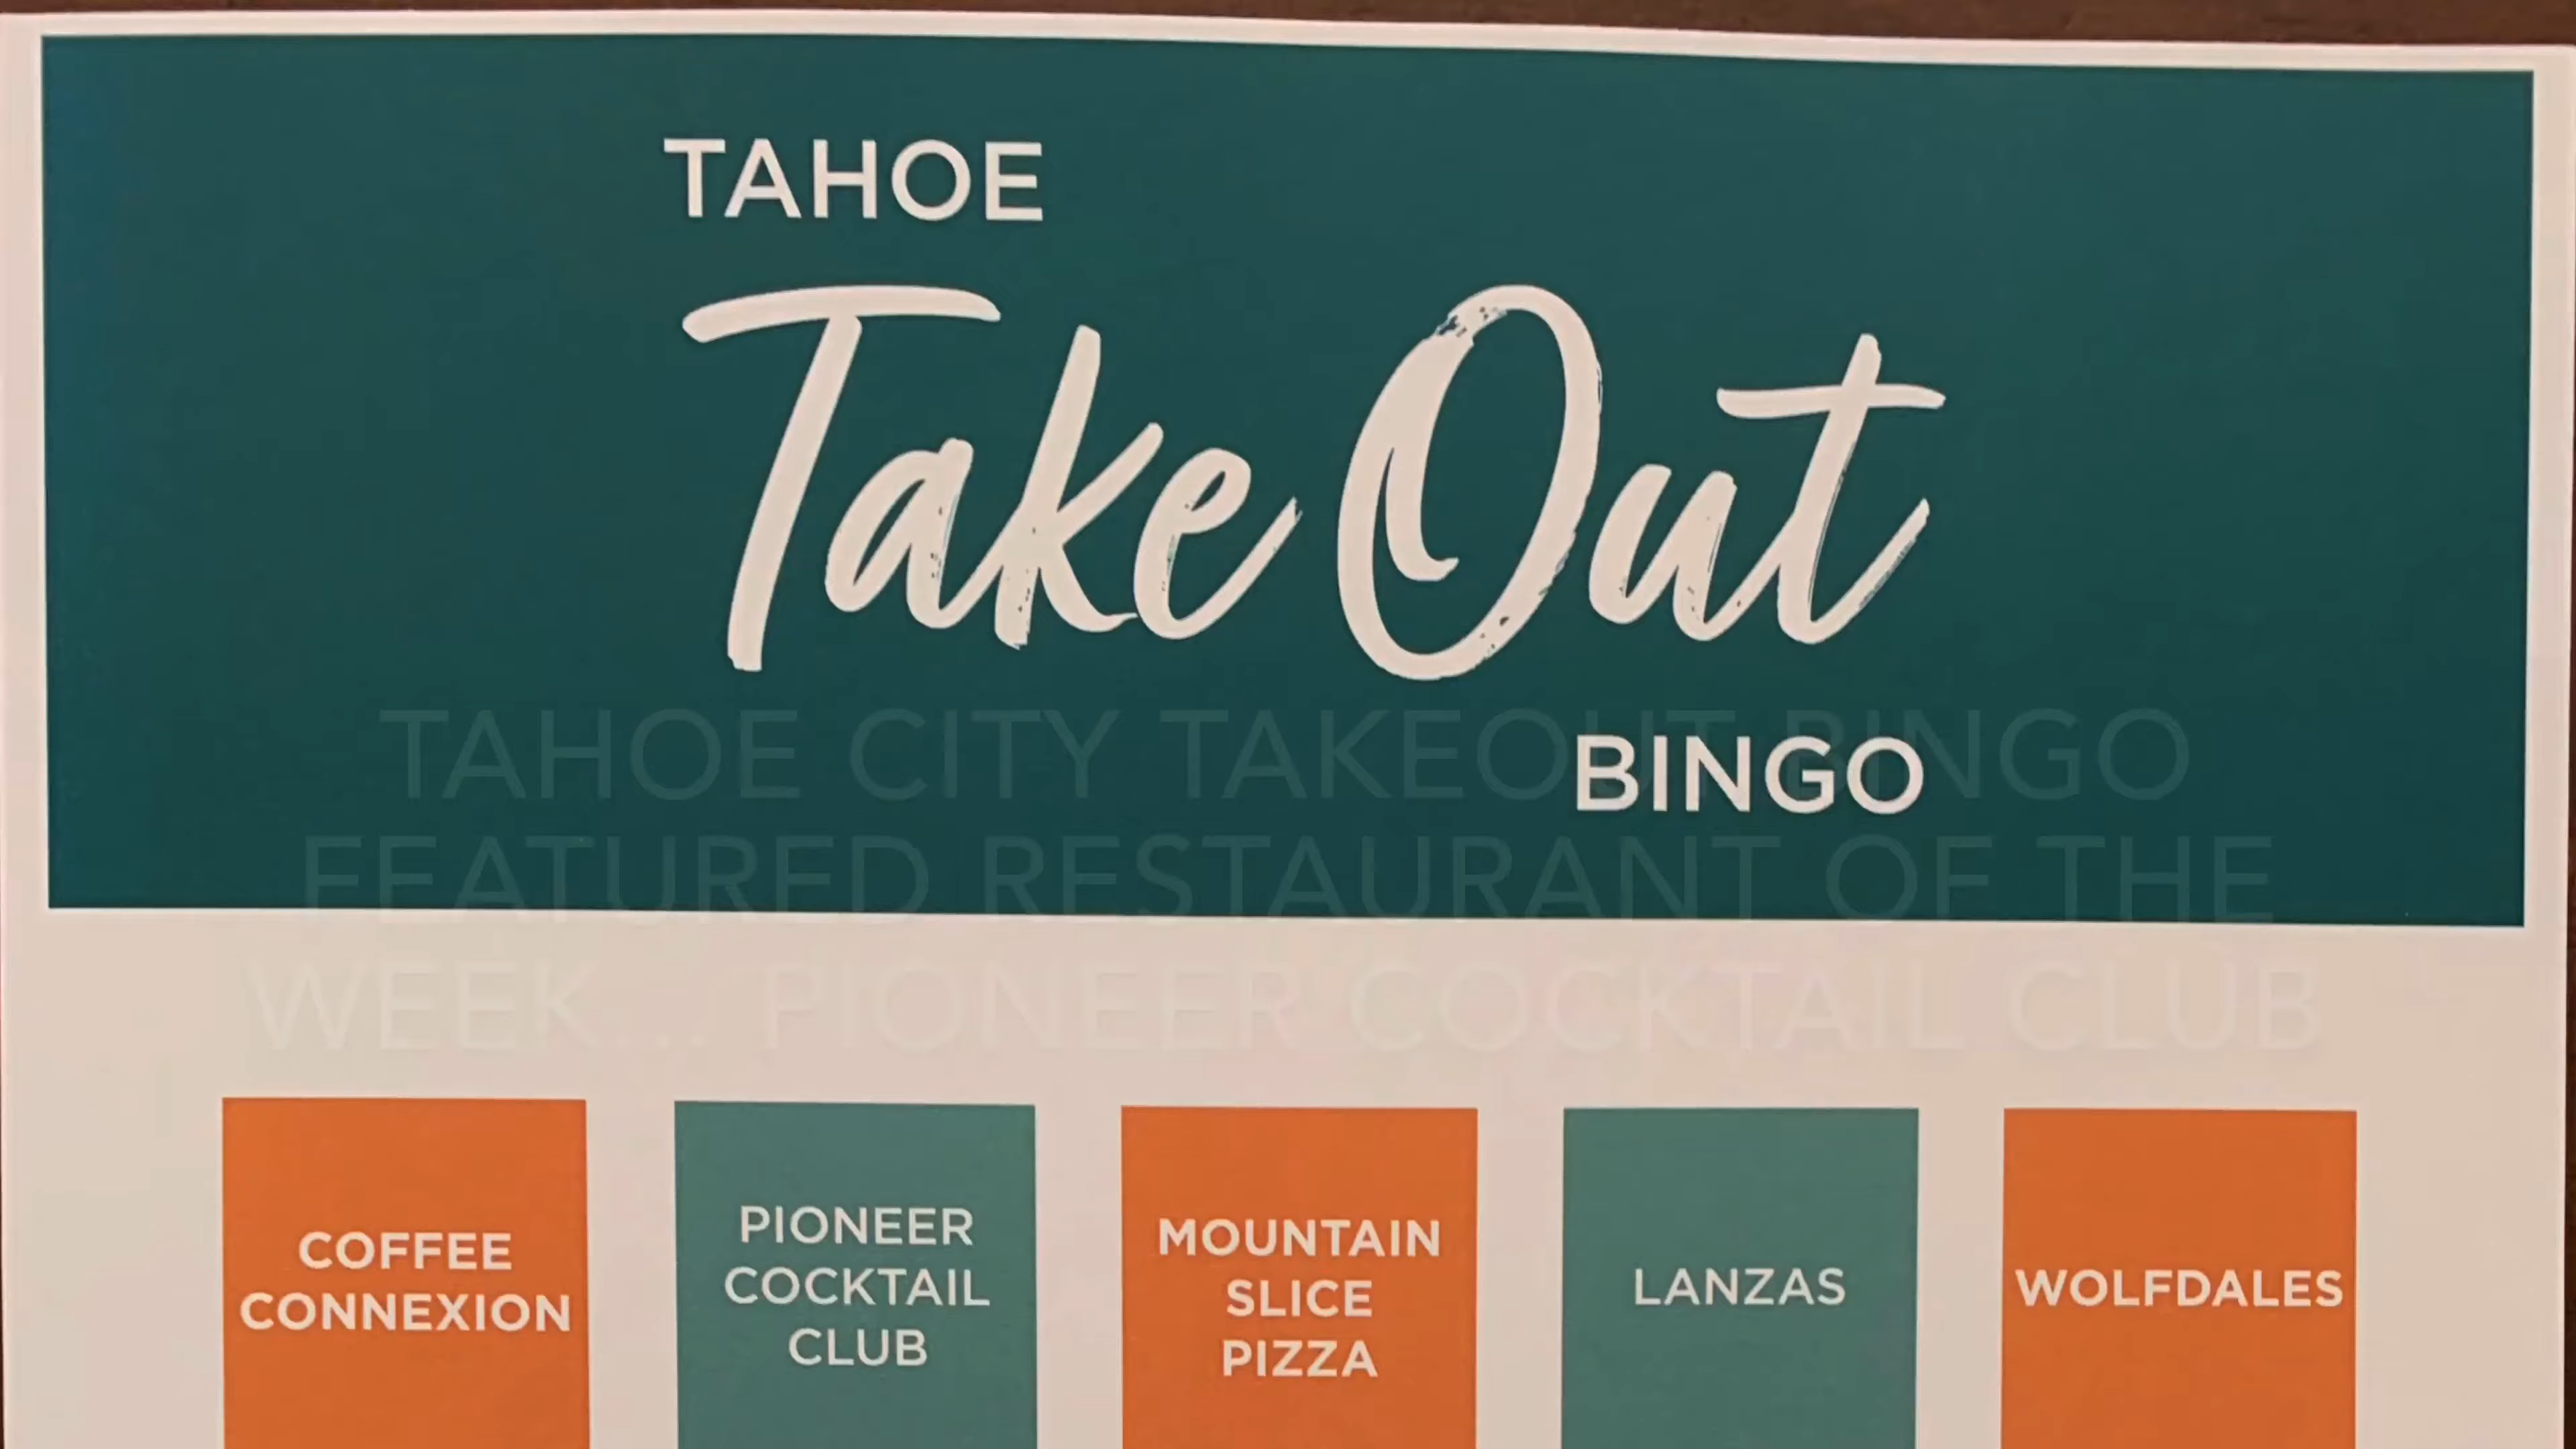 TAHOE
Take Out
BINGO
TAHOE CITY TAKEOUT BINGO
FEATURED RESTAURANT OF THE
WEEK... PIONEER COCKTAIL CLUB
COFFEE
CONNEXION
PIONEER
COCKTAIL
CLUB
MOUNTAIN
SLICE
PIZZA
LANZAS
WOLFDALES